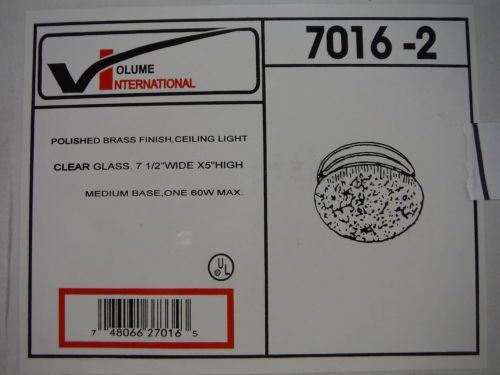 VOLUME
INTERNATIONAL
7016 -2
POLISHED BRASS FINISH,CEILING LIGHT
CLEAR GLASS. 7 1/2"WIDE X5"HIGH
MEDIUM BASE,ONE 60W MAX.
UL
7 48066 27016 5